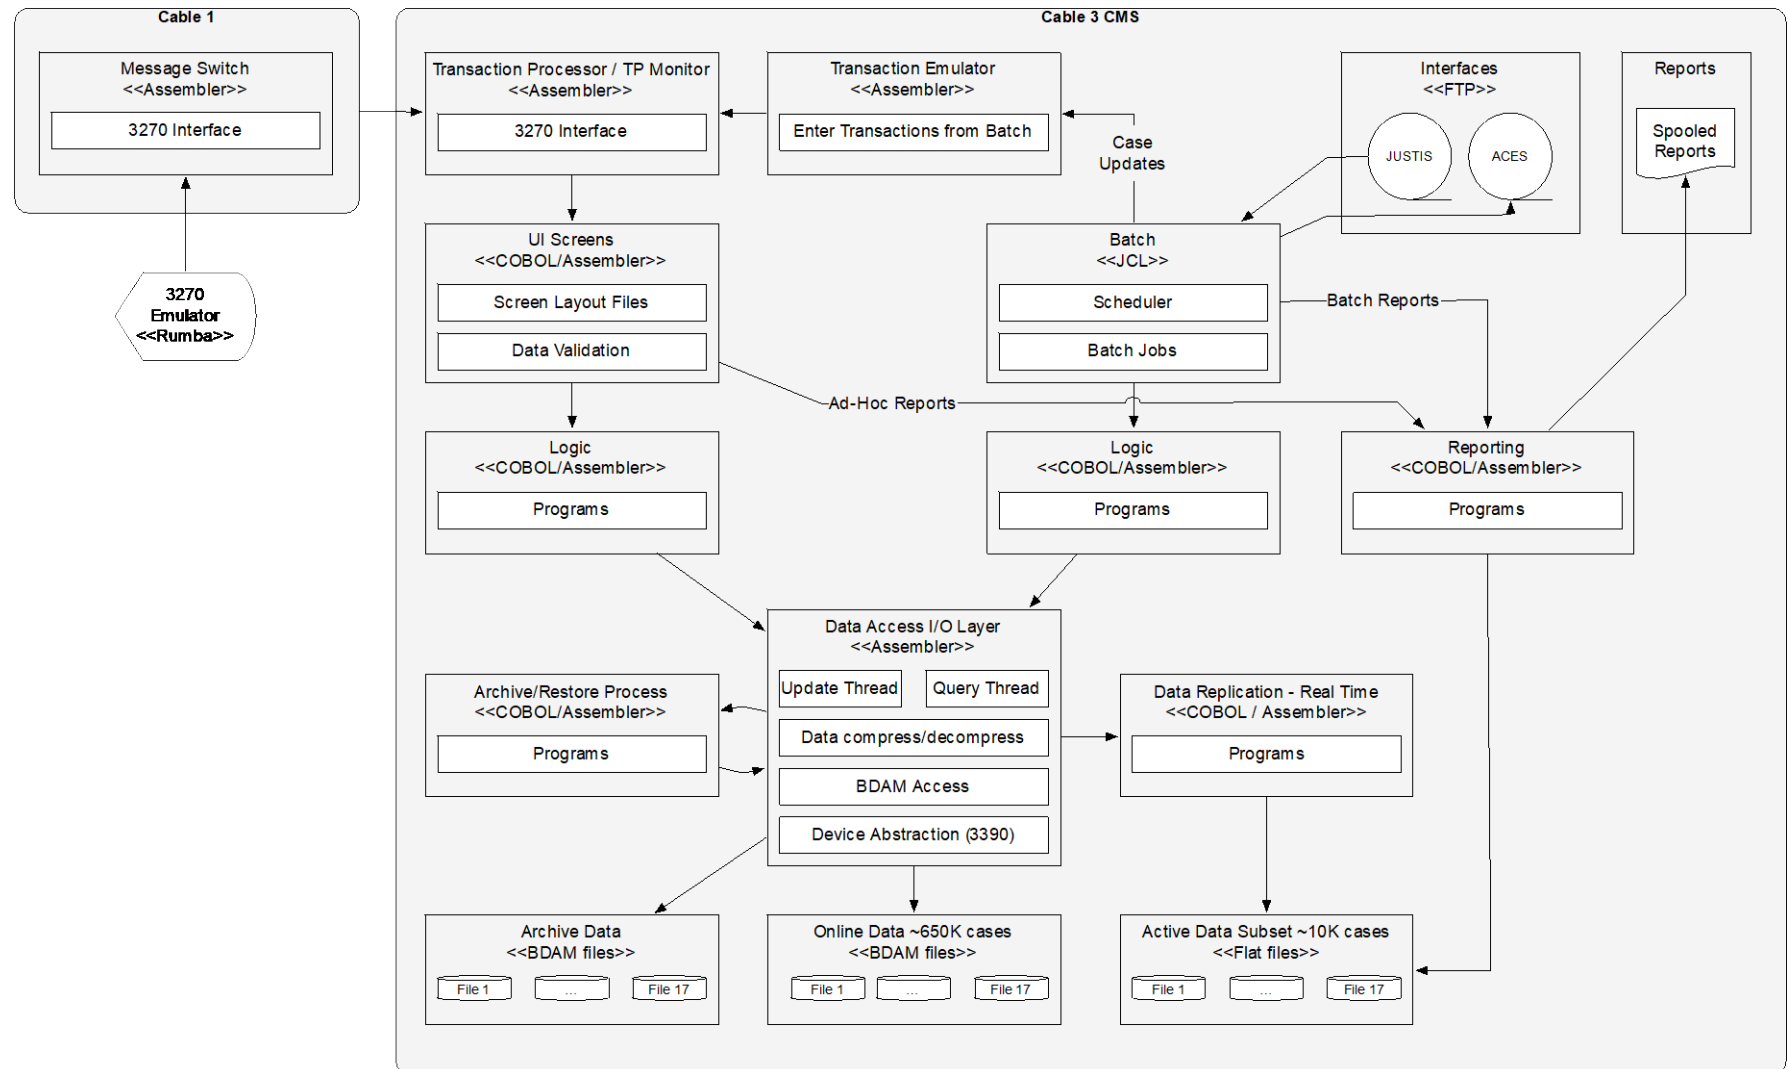 Cable 1
Message Switch
<<Assembler>>
3270 Interface
3270
Emulator
<<Rumba>>
Cable 3 CMS
Transaction Processor / TP Monitor
<<Assembler>>
3270 Interface
Transaction Emulator
<<Assembler>>
Enter Transactions from Batch
Case
Updates
Interfaces
<<FTP>>
JUSTIS
ACES
Reports
Spooled
Reports
UI Screens
<<COBOL/Assembler>>
Screen Layout Files
Data Validation
Batch
<<JCL>>
Scheduler
Batch Jobs
Batch Reports
Ad-Hoc Reports
Logic
<<COBOL/Assembler>>
Programs
Logic
<<COBOL/Assembler>>
Programs
Reporting
<<COBOL/Assembler>>
Programs
Data Access I/O Layer
<<Assembler>>
Update Thread
Query Thread
Data compress/decompress
BDAM Access
Device Abstraction (3390)
Archive/Restore Process
<<COBOL/Assembler>>
Programs
Data Replication - Real Time
<<COBOL / Assembler>>
Programs
Archive Data
<<BDAM files>>
File 1
...
File 17
Online Data ~650K cases
<<BDAM files>>
File 1
...
File 17
Active Data Subset ~10K cases
<<Flat files>>
File 1
...
File 17